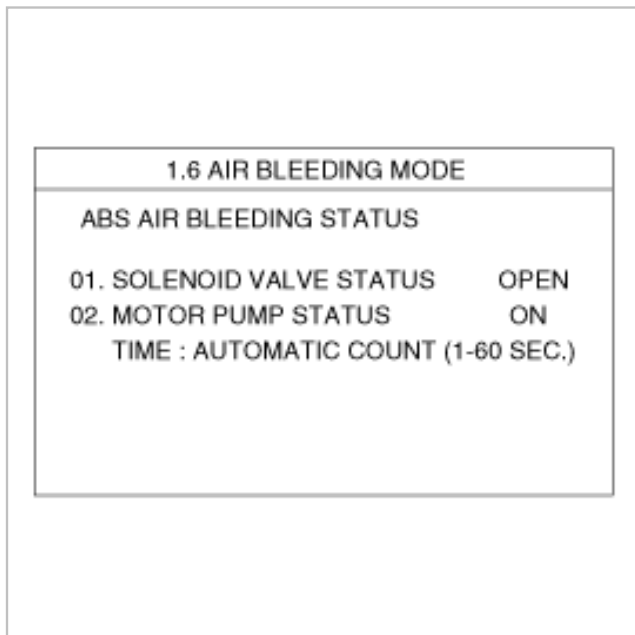 1.6 AIR BLEEDING MODE
ABS AIR BLEEDING STATUS
01. SOLENOID VALVE STATUS OPEN
02. MOTOR PUMP STATUS ON
TIME : AUTOMATIC COUNT (1-60 SEC.)